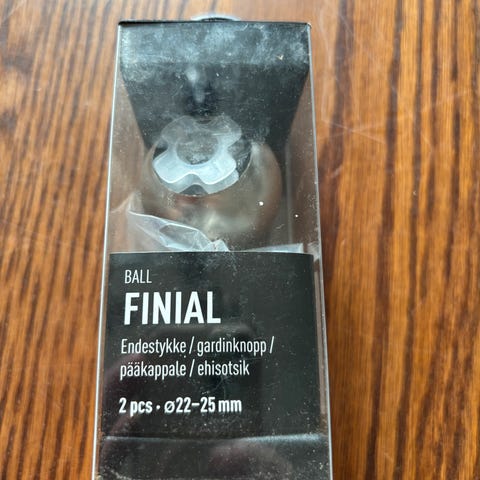 BALL
FINIAL
Endestykke / gardinknopp /
pääkappale / ehisotsik
2 pcs · ø22–25 mm